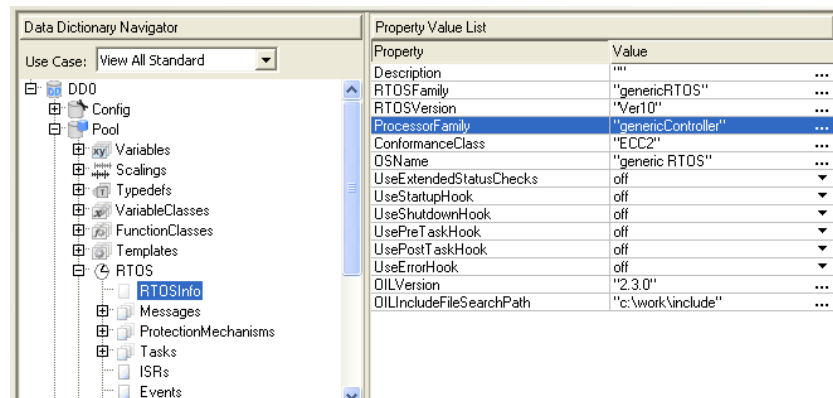 Data Dictionary Navigator
Use Case: View All Standard
DD0
Config
Pool
Variables
Scalings
Typedefs
VariableClasses
FunctionClasses
Templates
RTOS
RTOSInfo
Messages
ProtectionMechanisms
Tasks
ISRs
Events
Property Value List
Property Value
Description "" ...
RTOSFamily "genericRTOS" ...
RTOSVersion "Ver10" ...
ProcessorFamily "genericController" ...
ConformanceClass "ECC2" ...
OSName "generic RTOS" ...
UseExtendedStatusChecks off
UseStartupHook off
UseShutdownHook off
UsePreTaskHook off
UsePostTaskHook off
UseErrorHook off
OILVersion "2.3.0" ...
OILIncludeFileSearchPath "c:\work\include" ...